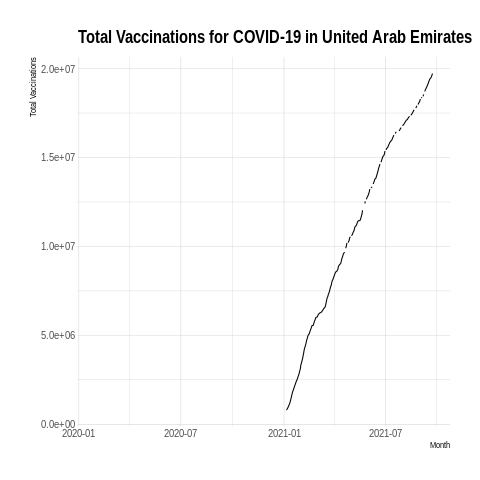 Total Vaccinations for COVID-19 in United Arab Emirates
Total Vaccinations
2.0e+07
1.5e+07
1.0e+07
5.0e+06
0.0e+00
2020-01 2020-07 2021-01 2021-07
Month